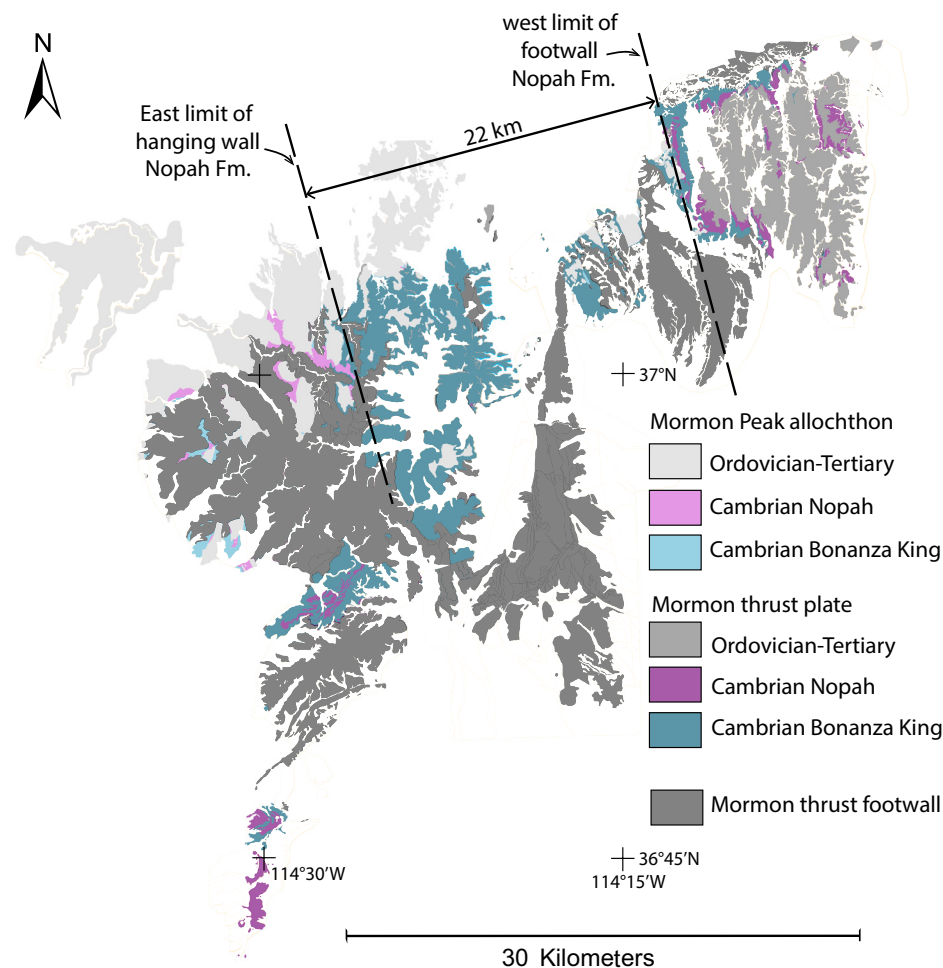 N
west limit of
footwall
Nopah Fm.
East limit of
hanging wall
Nopah Fm.
22 km
37°N
Mormon Peak allochthon
Ordovician-Tertiary
Cambrian Nopah
Cambrian Bonanza King
Mormon thrust plate
Ordovician-Tertiary
Cambrian Nopah
Cambrian Bonanza King
Mormon thrust footwall
114°30'W
36°45'N
114°15'W
30 Kilometers